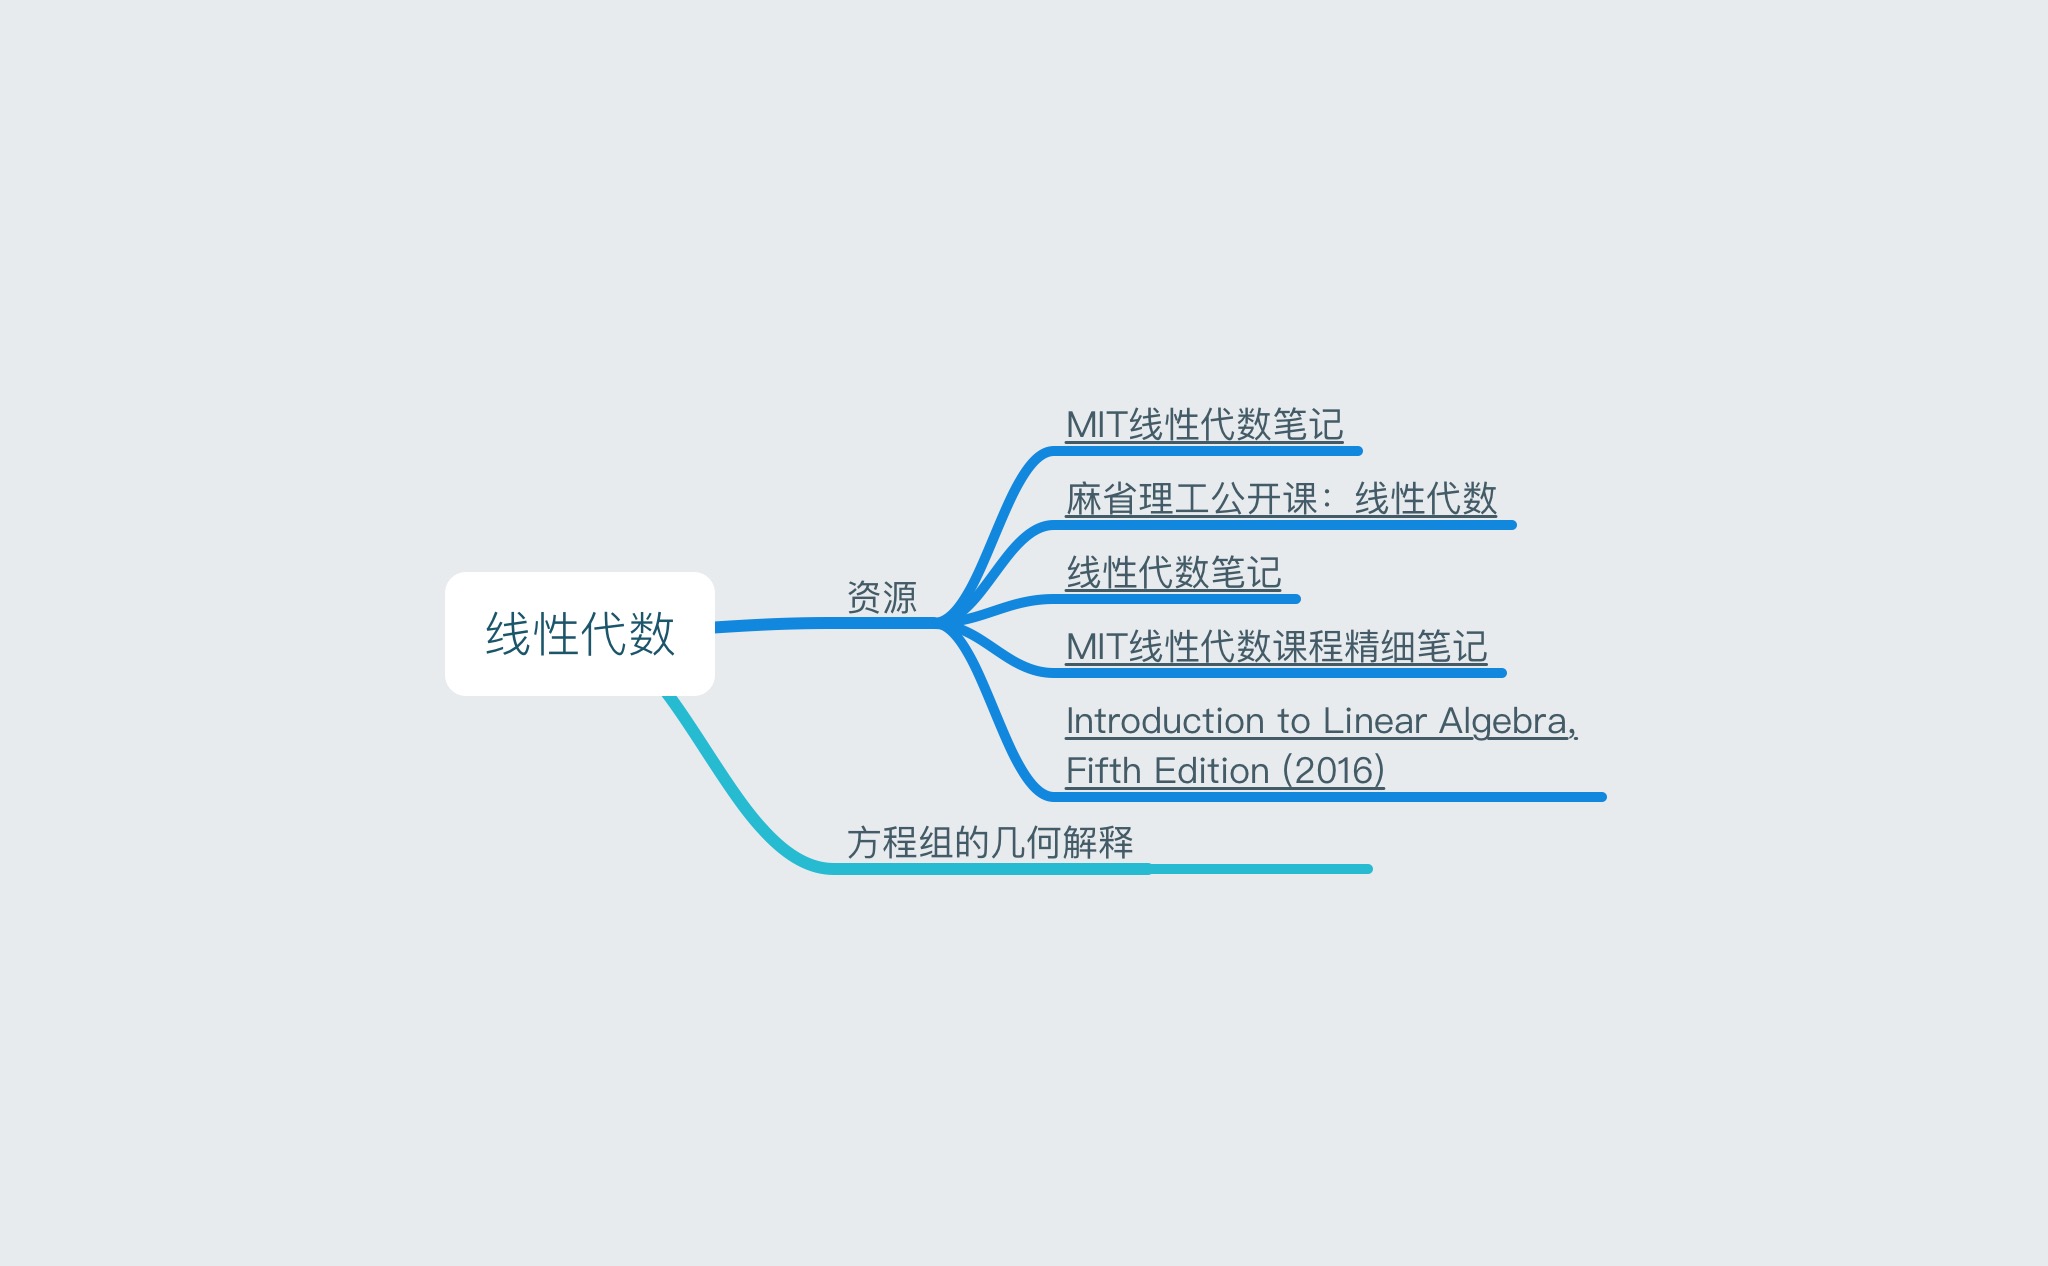 线性代数
资源
MIT线性代数笔记
麻省理工公开课：线性代数
线性代数笔记
MIT线性代数课程精细笔记
Introduction to Linear Algebra,
Fifth Edition (2016)
方程组的几何解释